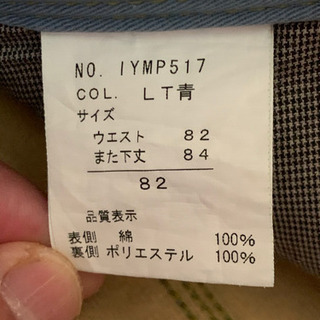 NO. IYMP517
COL. LT青
サイズ
ウエスト 82
また下丈 84
82
品質表示
表側 綿 100%
裏側 ポリエステル 100%